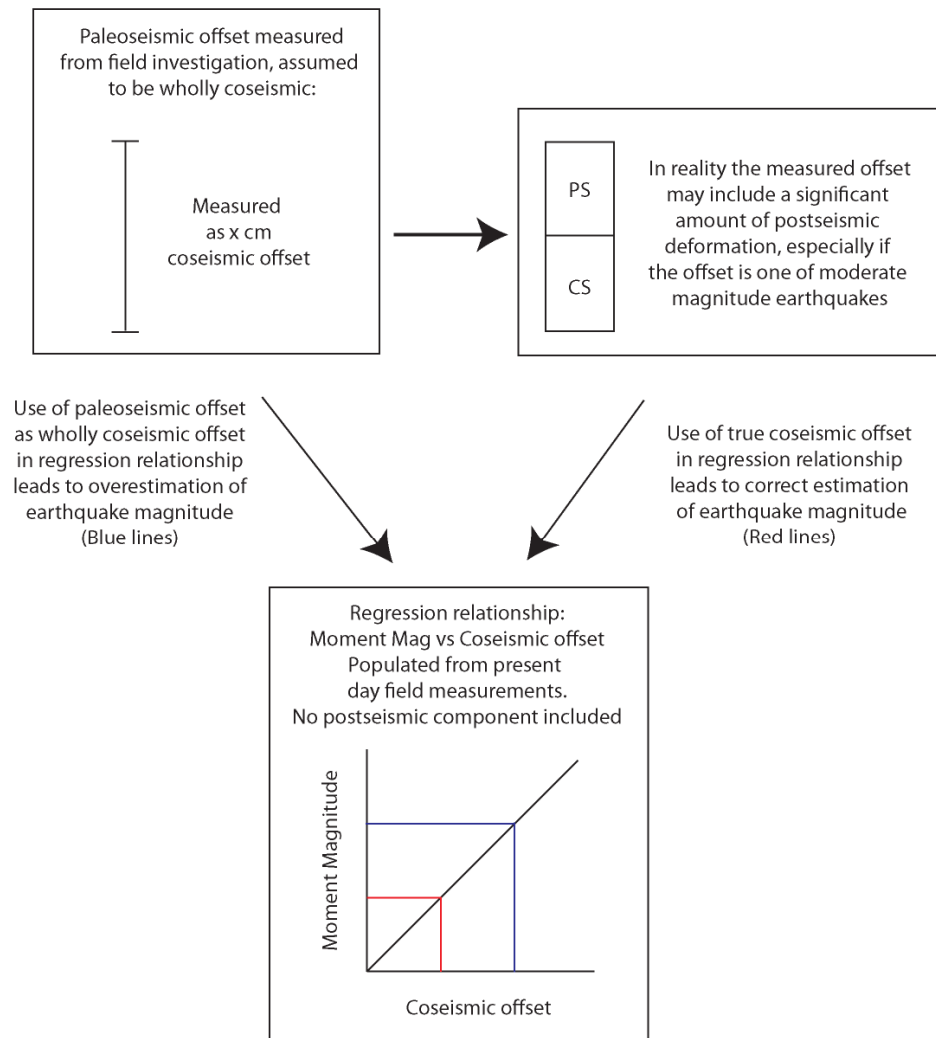 Paleoseismic offset measured
from field investigation, assumed
to be wholly coseismic:
Measured
as x cm
coseismic offset
PS
CS
In reality the measured offset
may include a significant
amount of postseismic
deformation, especially if
the offset is one of moderate
magnitude earthquakes
Use of paleoseismic offset
as wholly coseismic offset
in regression relationship
leads to overestimation of
earthquake magnitude
(Blue lines)
Use of true coseismic offset
in regression relationship
leads to correct estimation
of earthquake magnitude
(Red lines)
Regression relationship:
Moment Mag vs Coseismic offset
Populated from present
day field measurements.
No postseismic component included
Moment Magnitude
Coseismic offset